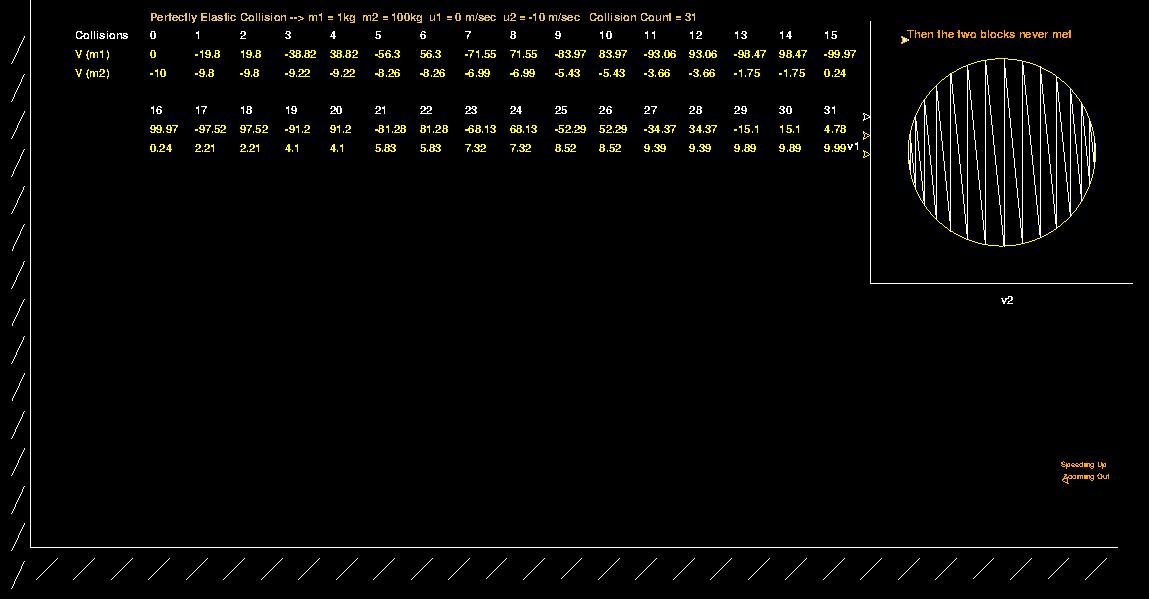 Perfectly Elastic Collision --> m1 = 1kg m2 = 100kg u1 = 0 m/sec u2 = -10 m/sec Collision Count = 31
Collisions 0 1 2 3 4 5 6 7 8 9 10 11 12 13 14 15
V (m1) 0 -19.8 19.8 -38.82 38.82 -56.3 56.3 -71.55 71.55 -83.97 83.97 -93.06 93.06 -98.47 98.47 -99.97
V (m2) -10 -9.8 -9.8 -9.22 -9.22 -8.26 -8.26 -6.99 -6.99 -5.43 -5.43 -3.66 -3.66 -1.75 -1.75 0.24
16 17 18 19 20 21 22 23 24 25 26 27 28 29 30 31
99.97 -97.52 97.52 -91.2 91.2 -81.28 81.28 -68.13 68.13 -52.29 52.29 -34.37 34.37 -15.1 15.1 4.78
0.24 2.21 2.21 4.1 4.1 5.83 5.83 7.32 7.32 8.52 8.52 9.39 9.39 9.89 9.89 9.99
Then the two blocks never met
v1
v2
Speeding Up
Zooming Out